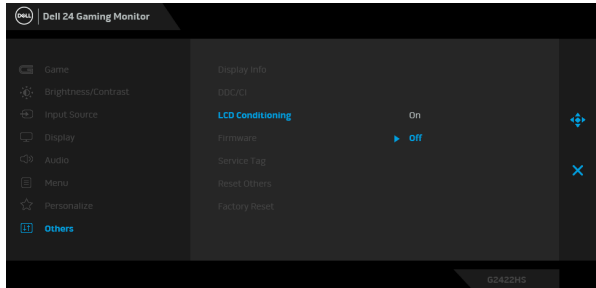 DELL
Dell 24 Gaming Monitor
Game
Brightness/Contrast
Input Source
Display
Audio
Menu
Personalize
Others
Display Info
DDC/CI
LCD Conditioning On
Firmware Off
Service Tag
Reset Others
Factory Reset
G2422HS